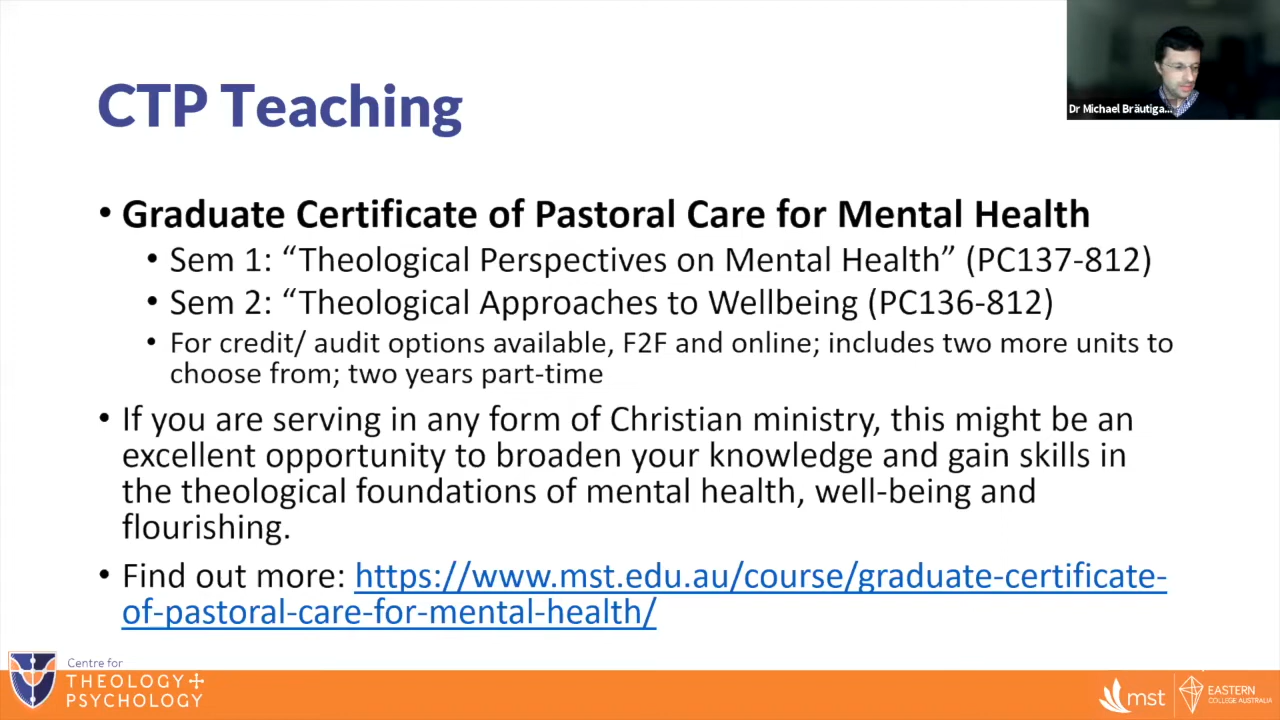 CTP Teaching
Dr Michael Bräutiga...
• Graduate Certificate of Pastoral Care for Mental Health
• Sem 1: “Theological Perspectives on Mental Health” (PC137-812)
• Sem 2: “Theological Approaches to Wellbeing (PC136-812)
• For credit/ audit options available, F2F and online; includes two more units to
choose from; two years part-time
• If you are serving in any form of Christian ministry, this might be an
excellent opportunity to broaden your knowledge and gain skills in
the theological foundations of mental health, well-being and
flourishing.
• Find out more: https://www.mst.edu.au/course/graduate-certificate-
of-pastoral-care-for-mental-health/
Centre for
THEOLOGY+
PSYCHOLOGY
mst
EASTERN
COLLEGE AUSTRALIA